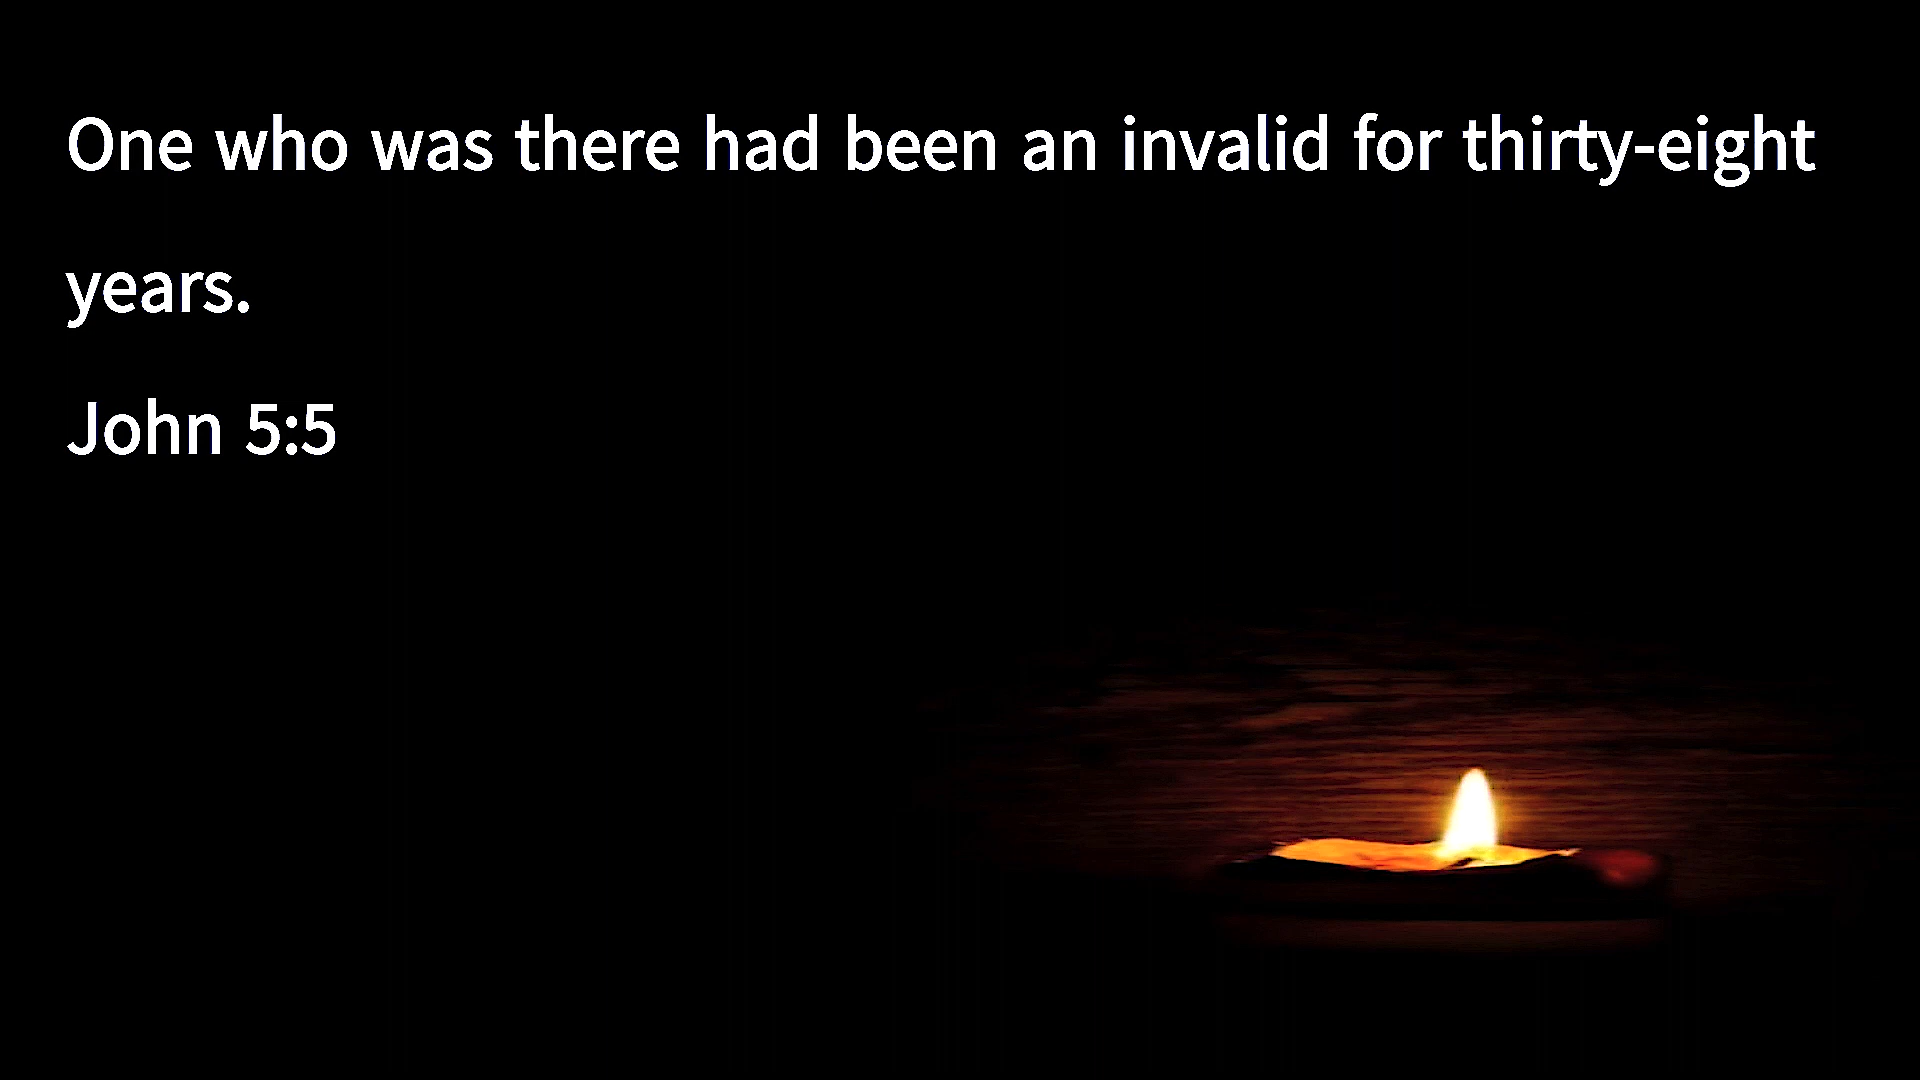 One who was there had been an invalid for thirty-eight
years.
John 5:5